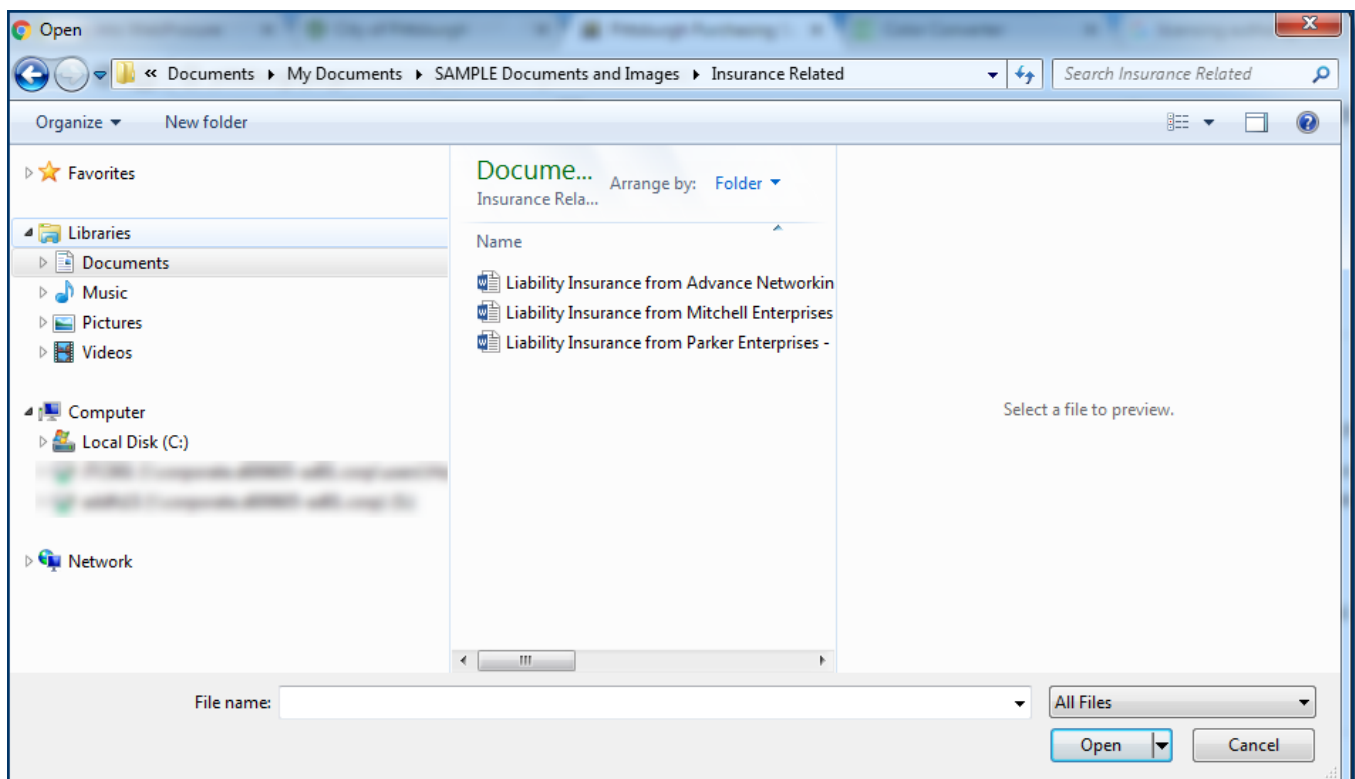 Open
« Documents ▸ My Documents ▸ SAMPLE Documents and Images ▸ Insurance Related
Search Insurance Related
Organize
New folder
Favorites
Libraries
Documents
Music
Pictures
Videos
Computer
Local Disk (C:)
Network
Docume...
Insurance Rela...
Arrange by: Folder
Name
Liability Insurance from Advance Networkin
Liability Insurance from Mitchell Enterprises
Liability Insurance from Parker Enterprises -
Select a file to preview.
File name:
All Files
Open
Cancel